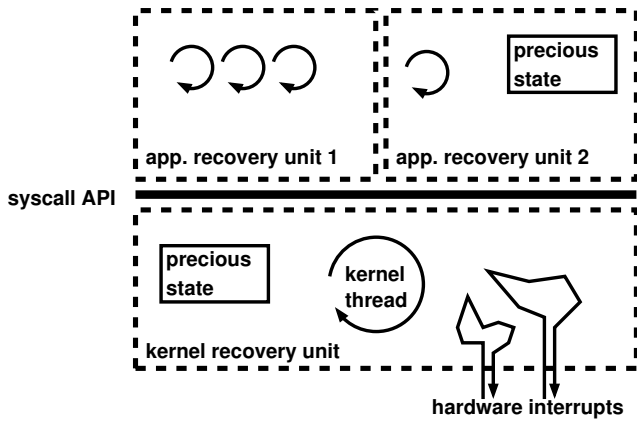 precious
state
app. recovery unit 1
app. recovery unit 2
syscall API
precious
state
kernel
thread
kernel recovery unit
hardware interrupts